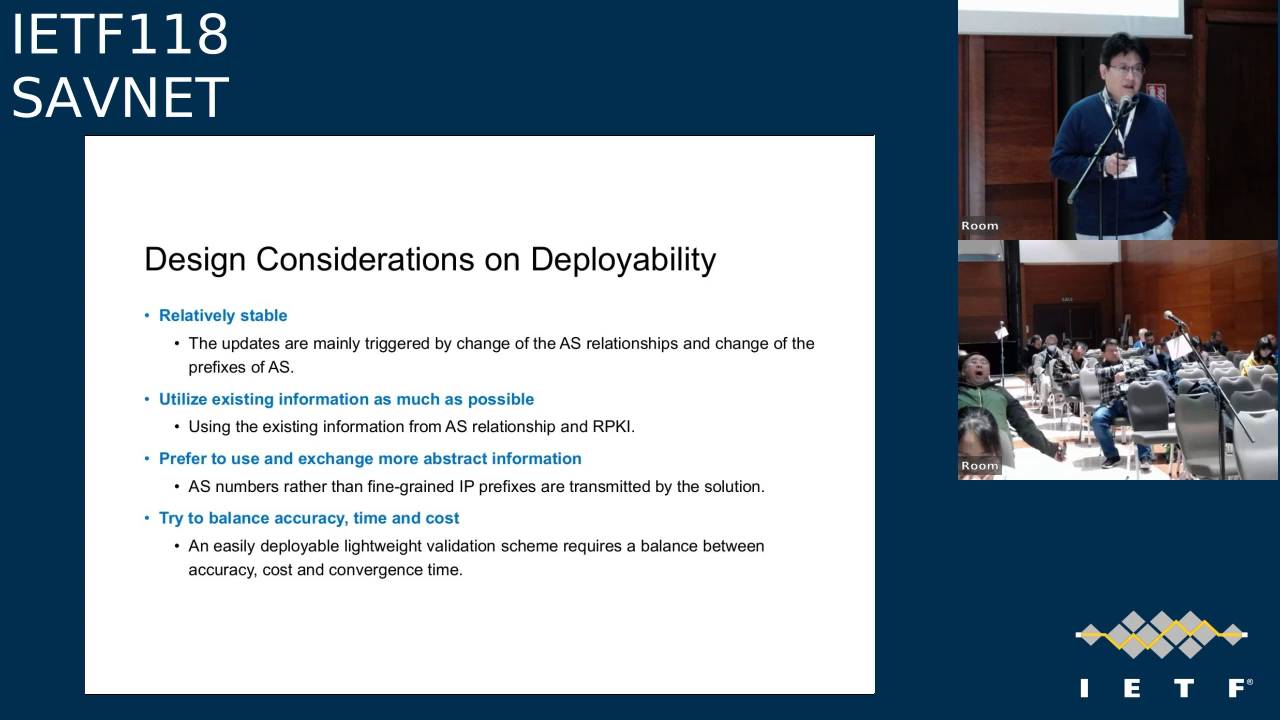 IETF118
SAVNET
Design Considerations on Deployability
• Relatively stable
• The updates are mainly triggered by change of the AS relationships and change of the
prefixes of AS.
• Utilize existing information as much as possible
• Using the existing information from AS relationship and RPKI.
• Prefer to use and exchange more abstract information
• AS numbers rather than fine-grained IP prefixes are transmitted by the solution.
• Try to balance accuracy, time and cost
• An easily deployable lightweight validation scheme requires a balance between
accuracy, cost and convergence time.
Room
Room
I E T F®